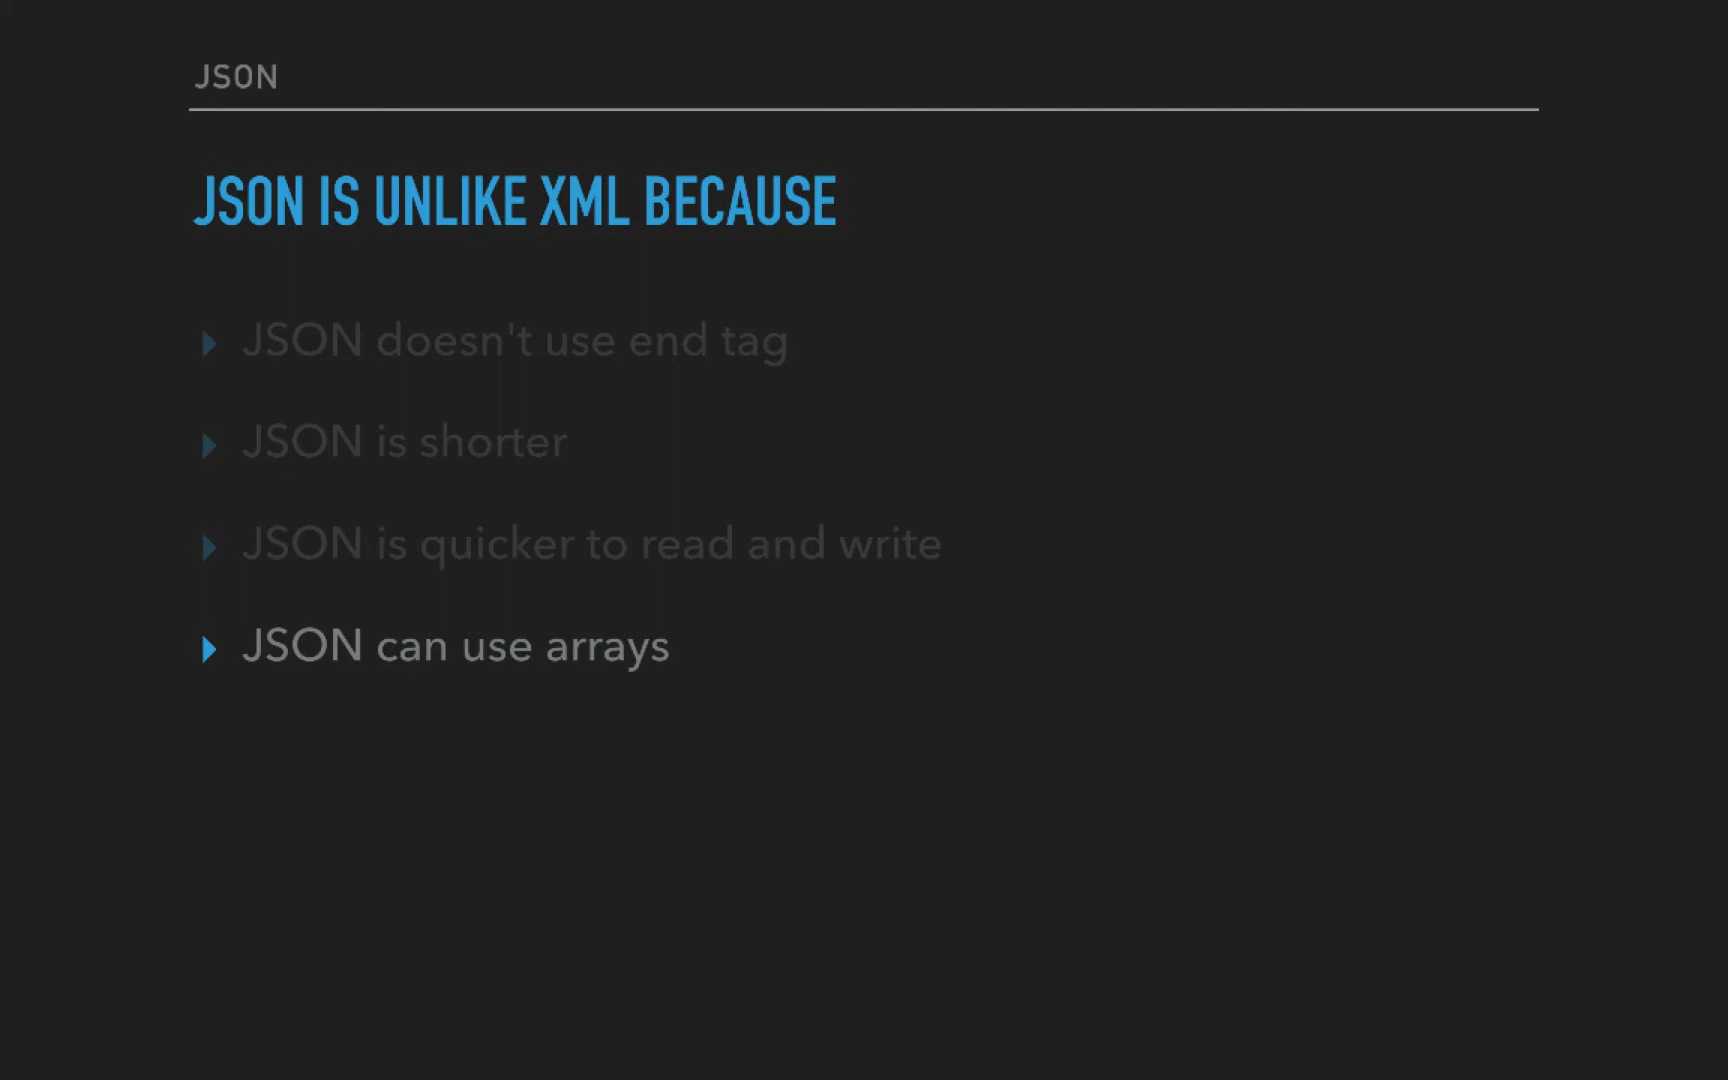 JSON
JSON IS UNLIKE XML BECAUSE
JSON doesn't use end tag
JSON is shorter
JSON is quicker to read and write
JSON can use arrays